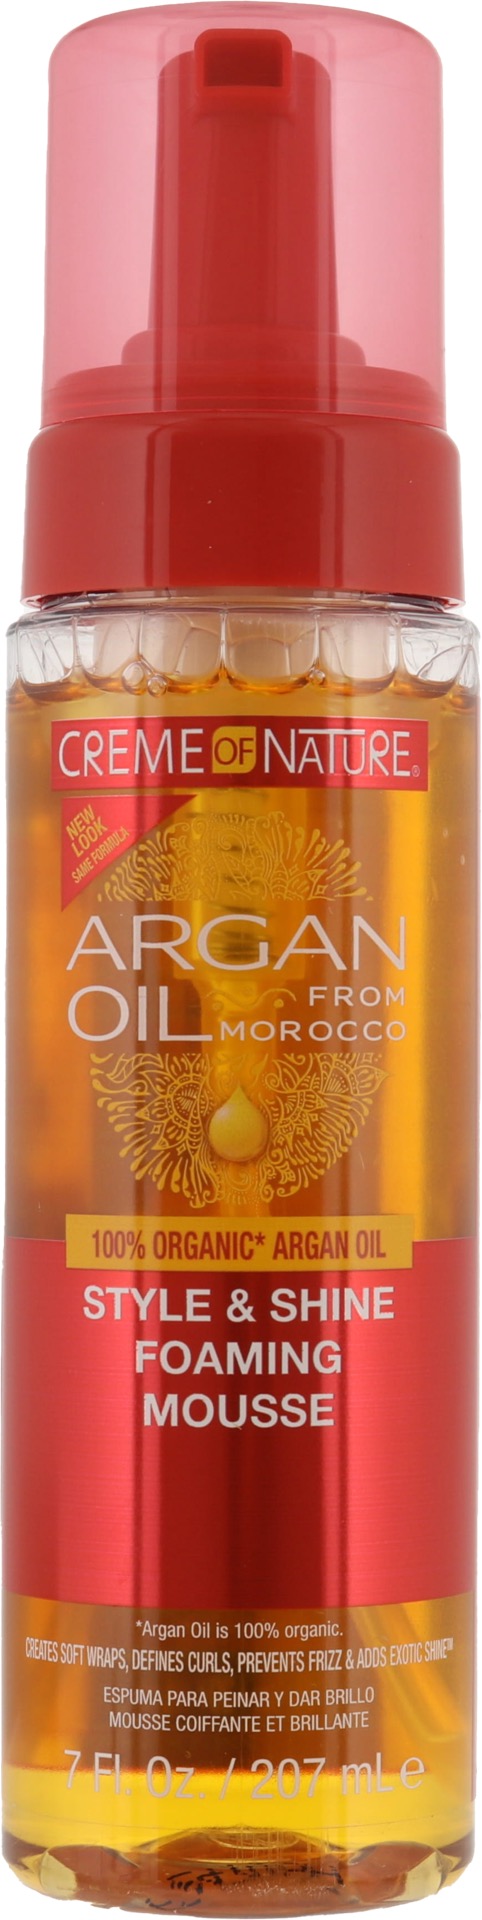 CREME OF NATURE®
NEW
LOOK
SAME FORMULA
ARGAN
OIL FROM
MOROCCO
100% ORGANIC* ARGAN OIL
STYLE & SHINE
FOAMING
MOUSSE
*Argan Oil is 100% organic.
CREATES SOFT WRAPS, DEFINES CURLS, PREVENTS FRIZZ & ADDS EXOTIC SHINE™
ESPUMA PARA PEINAR Y DAR BRILLO
MOUSSE COIFFANTE ET BRILLANTE
7 Fl. Oz. / 207 mL ℮